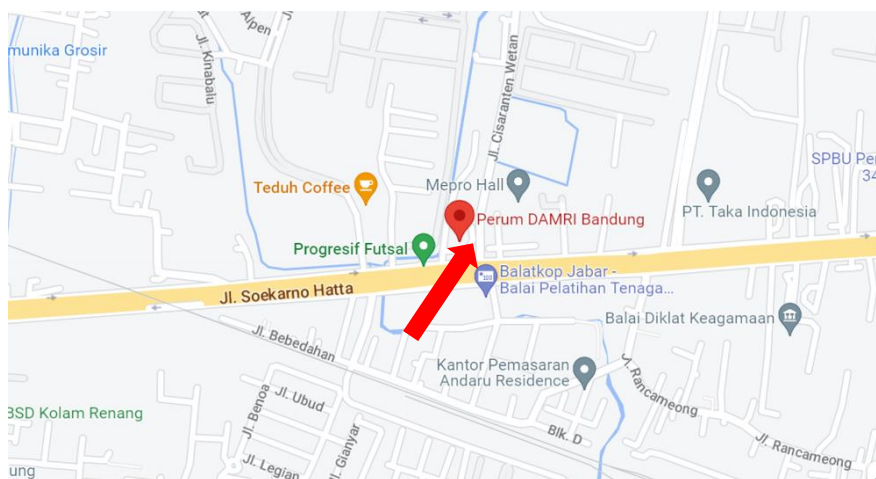 Alpen
munika Grosir
Jl. Kinabalu
Jl. Cisaranten Wetan
SPBU Pe
34
Teduh Coffee
Mepro Hall
PT. Taka Indonesia
Perum DAMRI Bandung
Progresif Futsal
Balatkop Jabar -
Balai Pelatihan Tenaga...
Jl. Soekarno Hatta
Balai Diklat Keagamaan
Jl. Bebedahan
Kantor Pemasaran
Andaru Residence
Jl. Rancameong
Jl. Benoa
Jl. Ubud
BSD Kolam Renang
Jl. Gianyar
Blk. D
Jl. Rancameong
Jl. Legian
ung